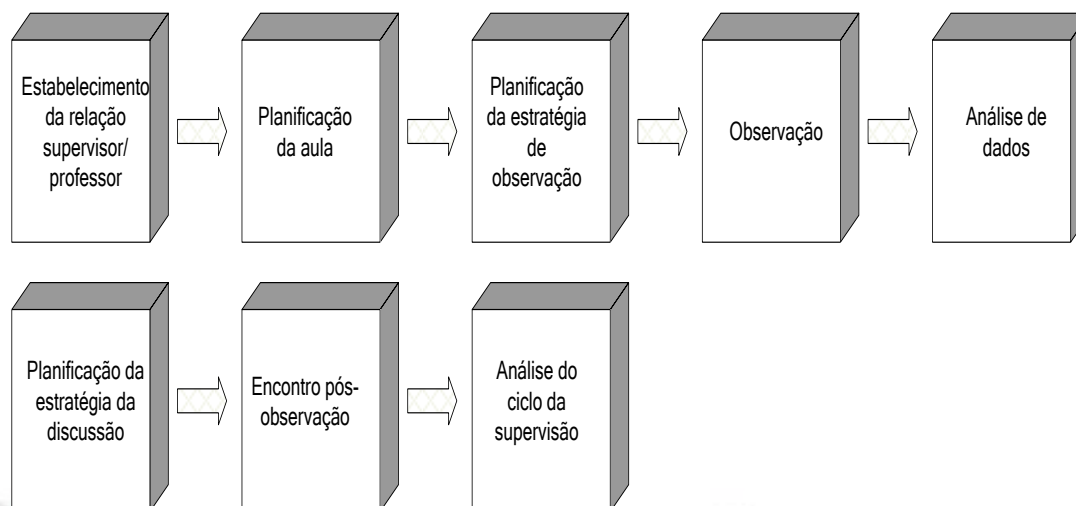 Estabelecimento
da relação
supervisor/
professor
Planificação
da aula
Planificação
da estratégia
de
observação
Observação
Análise de
dados
Planificação da
estratégia da
discussão
Encontro pós-
observação
Análise do
ciclo da
supervisão